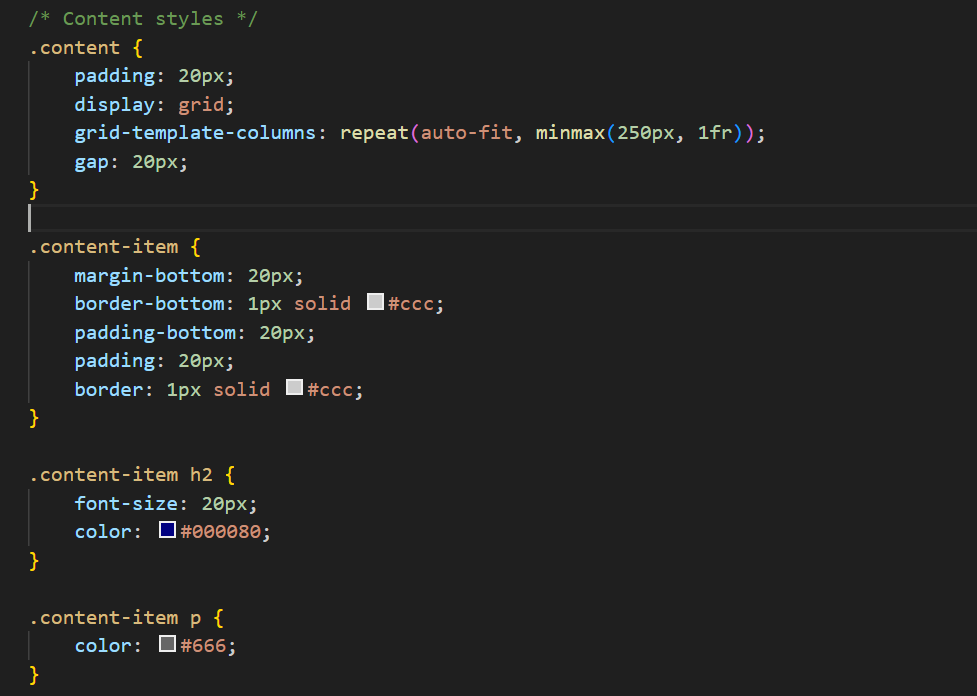 /* Content styles */
.content {
    padding: 20px;
    display: grid;
    grid-template-columns: repeat(auto-fit, minmax(250px, 1fr));
    gap: 20px;
}

.content-item {
    margin-bottom: 20px;
    border-bottom: 1px solid #ccc;
    padding-bottom: 20px;
    padding: 20px;
    border: 1px solid #ccc;
}

.content-item h2 {
    font-size: 20px;
    color: #000080;
}

.content-item p {
    color: #666;
}